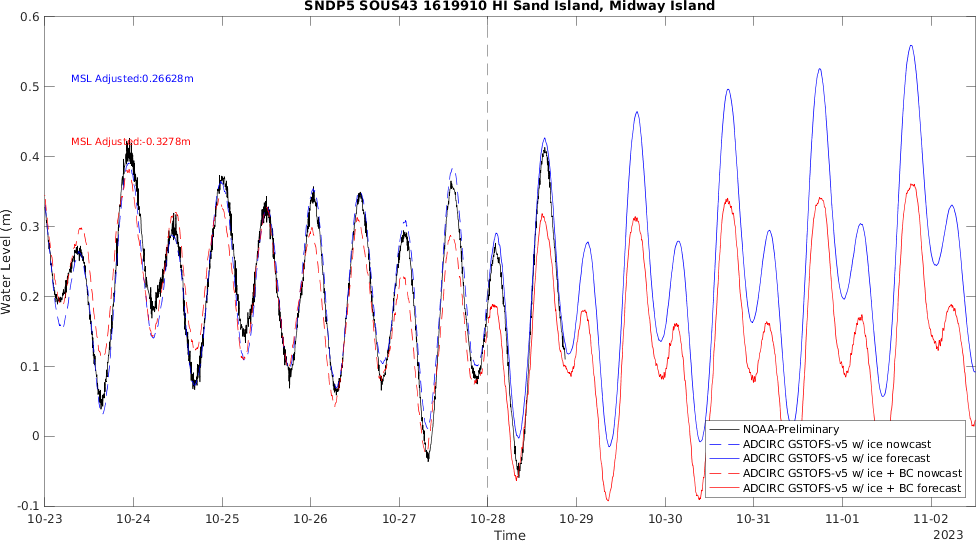 SNDP5 SOUS43 1619910 HI Sand Island, Midway Island
0.6
0.5
0.4
0.3
0.2
0.1
0
-0.1
Water Level (m)
MSL Adjusted:0.26628m
MSL Adjusted:-0.3278m
NOAA-Preliminary
ADCIRC GSTOFS-v5 w/ ice nowcast
ADCIRC GSTOFS-v5 w/ ice forecast
ADCIRC GSTOFS-v5 w/ ice + BC nowcast
ADCIRC GSTOFS-v5 w/ ice + BC forecast
10-23 10-24 10-25 10-26 10-27 10-28 10-29 10-30 10-31 11-01 11-02
Time
2023